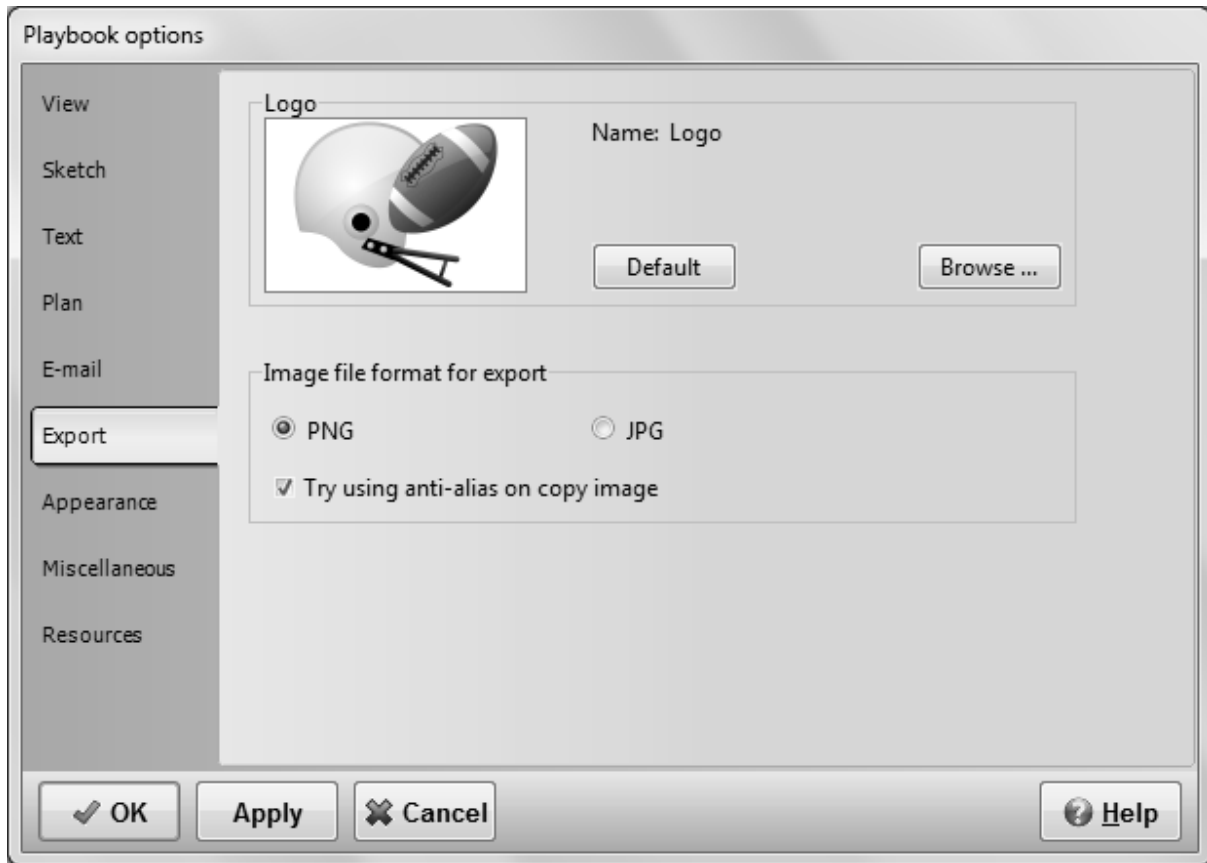 Playbook options
View
Sketch
Text
Plan
E-mail
Export
Appearance
Miscellaneous
Resources
Logo
Name: Logo
Default
Browse ...
Image file format for export
PNG
JPG
Try using anti-alias on copy image
OK
Apply
Cancel
Help